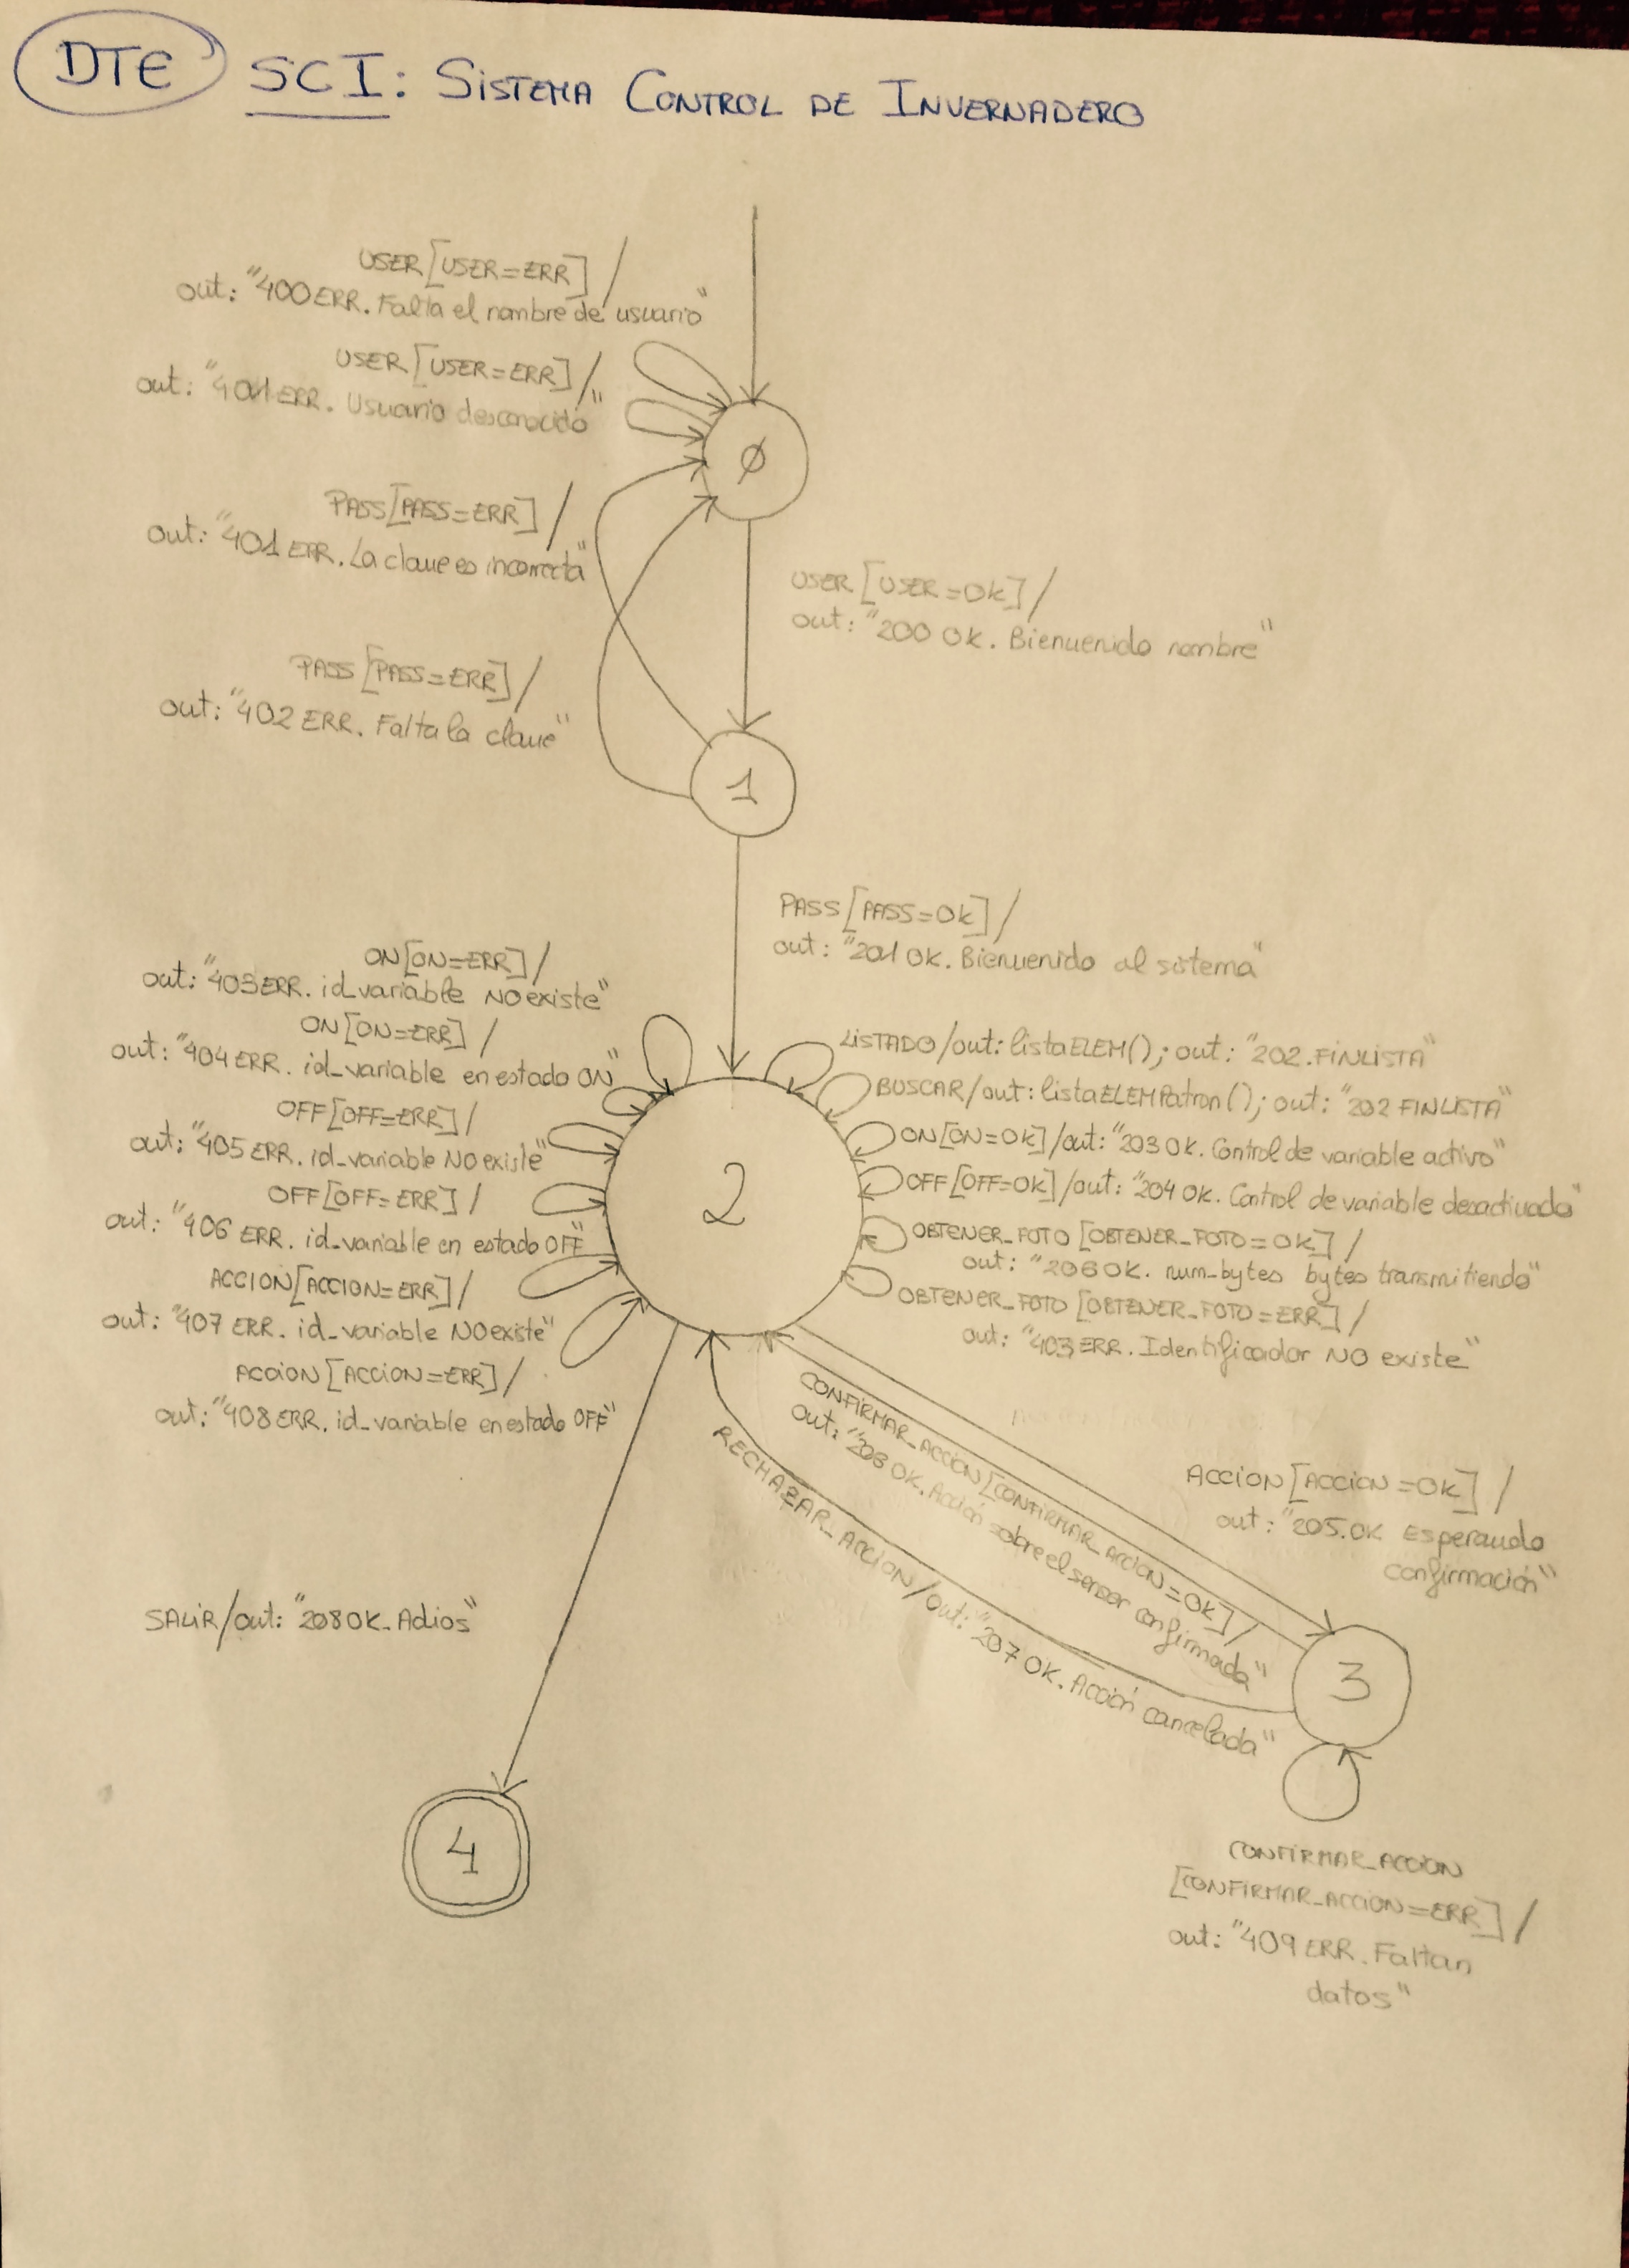 DTE SCI: SISTEMA CONTROL DE INVERNADERO
USER [USER=ERR] /
out: "400 ERR. Falta el nombre de usuario"
USER [USER=ERR] /
out: "401 ERR. Usuario desconocido"
Ø
PASS [PASS=ERR] /
out: "401 ERR. La clave es incorrecta"
USER [USER=OK] /
out: "200 OK. Bienvenido nombre"
PASS [PASS=ERR] /
out: "402 ERR. Falta la clave"
1
PASS [PASS=OK] /
out: "201 OK. Bienvenido al sistema"
ON [ON=ERR] /
out: "403 ERR. id_variable NO existe"
ON [ON=ERR] /
out: "404 ERR. id_variable en estado ON"
OFF [OFF=ERR] /
out: "405 ERR. id_variable NO existe"
OFF [OFF=ERR] /
out: "406 ERR. id_variable en estado OFF"
ACCION [ACCION=ERR] /
out: "407 ERR. id_variable NO existe"
ACCION [ACCION=ERR] /
out: "408 ERR. id_variable en estado OFF"
2
LISTADO /out: listaELEM(); out: "202. FINLISTA"
BUSCAR /out: listaELEMPatron(); out: "202 FINLISTA"
ON [ON=OK] /out: "203 OK. Control de variable activo"
OFF [OFF=OK] /out: "204 OK. Control de variable desactivado"
OBTENER_FOTO [OBTENER_FOTO=OK] /
out: "206 OK. num_bytes bytes transmitiendo"
OBTENER_FOTO [OBTENER_FOTO=ERR] /
out: "403 ERR. Identificador NO existe"
CONFIRMAR_ACCION [CONFIRMAR_ACCION=OK] /
out: OK. Acción sobre el sensor confirmada"
RECHAZAR_ACCION /out: "207 OK. Acción cancelada"
ACCION [ACCION=OK] /
out: "205. OK Esperando
confirmación"
SALIR /out: "208 OK. Adios"
3
4
CONFIRMAR_ACCION
[CONFIRMAR_ACCION=ERR] /
out: "409 ERR. Faltan
datos"